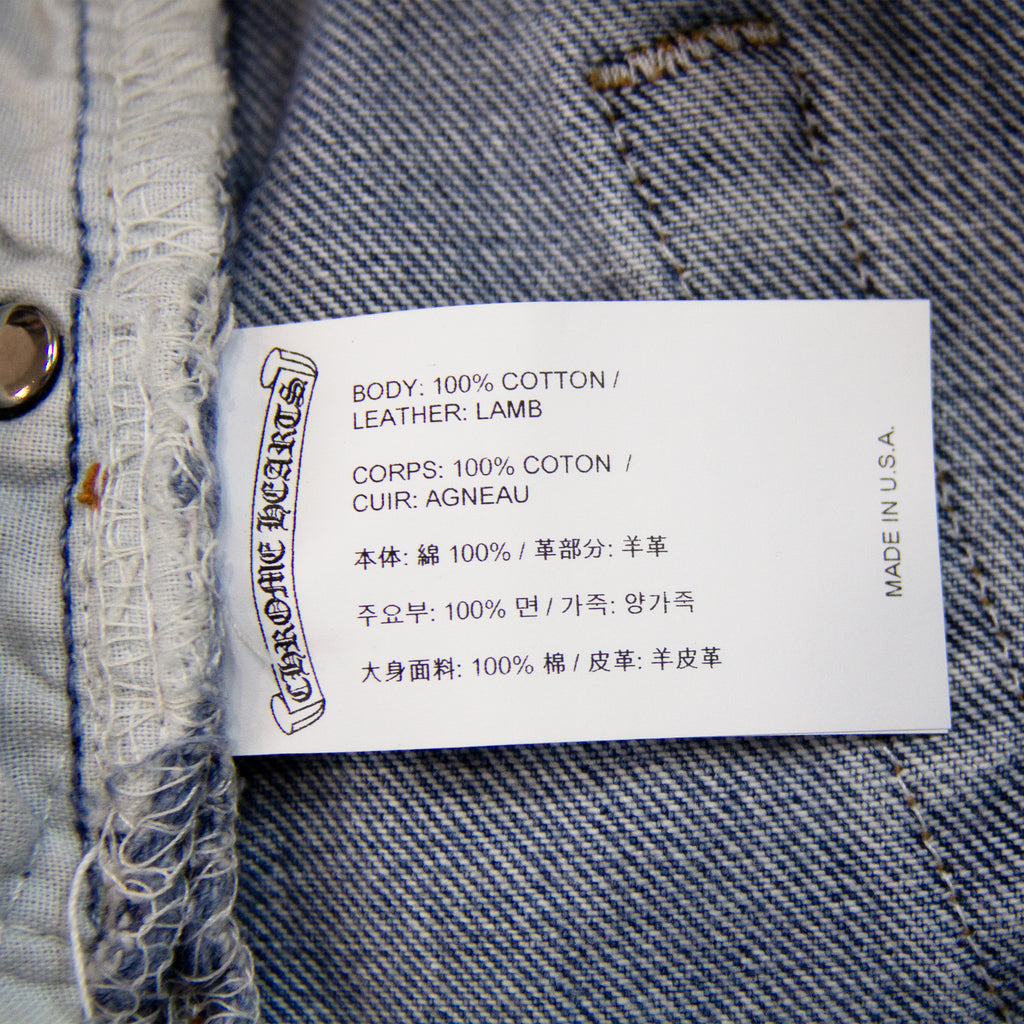 CHROME HEARTS
BODY: 100% COTTON /
LEATHER: LAMB
CORPS: 100% COTON /
CUIR: AGNEAU
本体: 綿 100% / 革部分: 羊革
주요부: 100% 면 / 가죽: 양가죽
大身面料: 100% 棉 / 皮革: 羊皮革
MADE IN U.S.A.